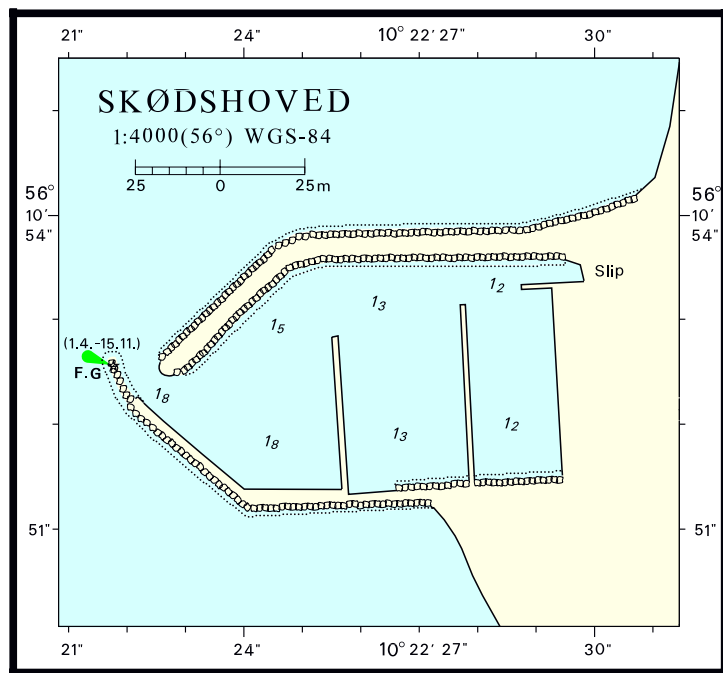 21" 24" 10° 22' 27" 30"
SKØDSHOVED
1:4000(56°) WGS-84
25 0 25m
56° 56°
10' 10'
54" 54"
Slip
1₂
1₃
1₅
(1.4.-15.11.)
F.G
1₈
1₂
1₃
1₈
51" 51"
21" 24" 10° 22' 27" 30"